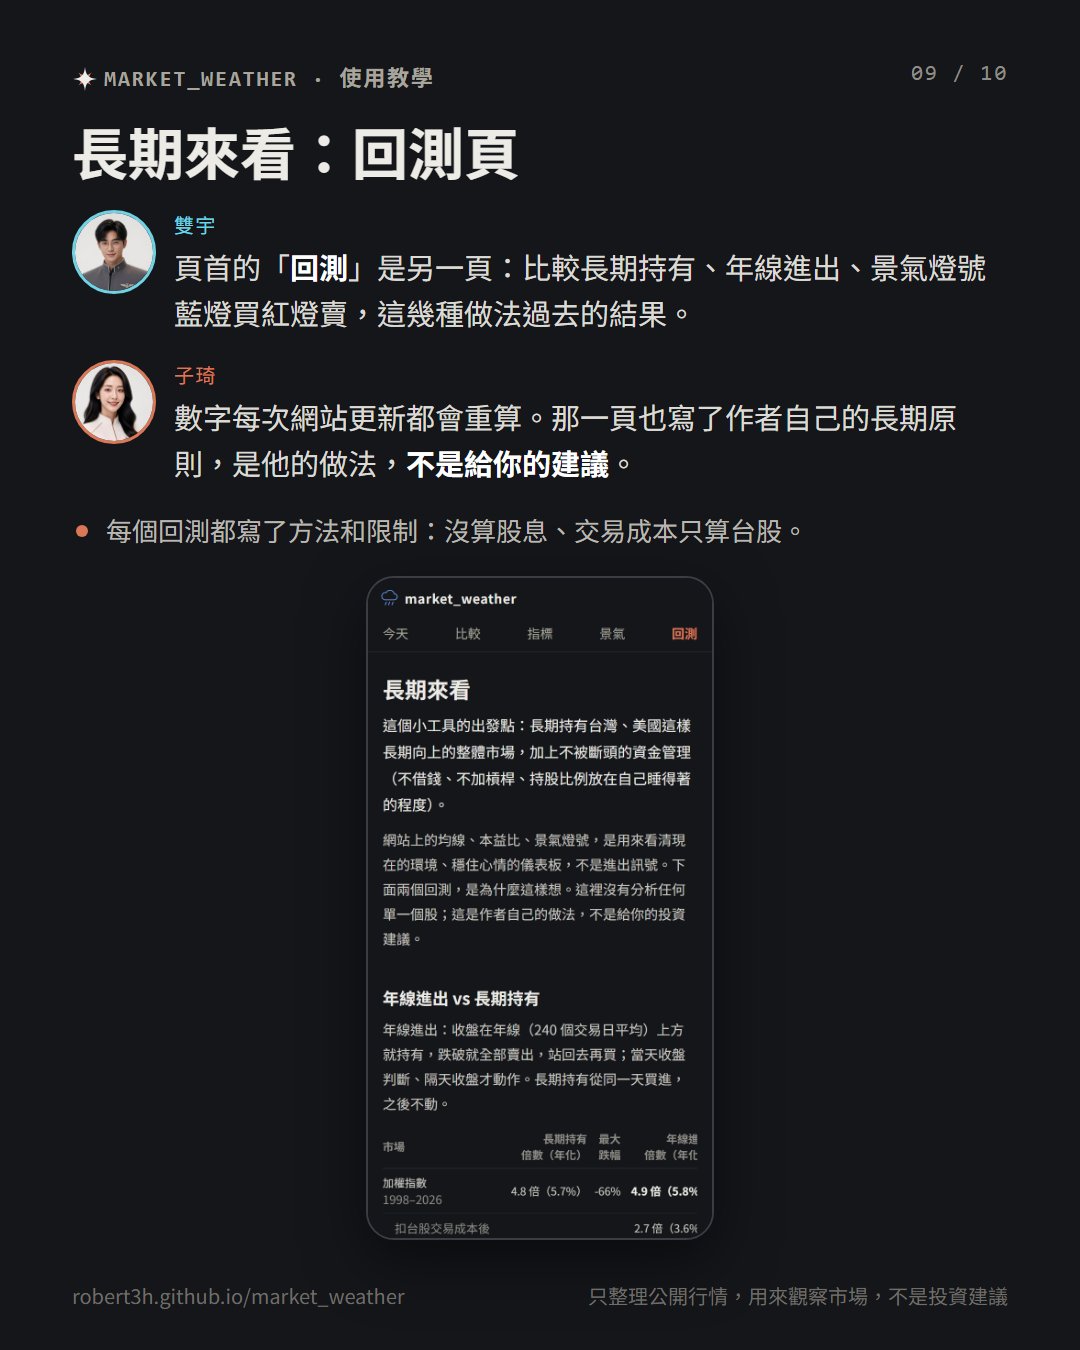 MARKET_WEATHER · 使用教學
09 / 10
長期來看：回測頁
雙宇
頁首的「回測」是另一頁：比較長期持有、年線進出、景氣燈號
藍燈買紅燈賣，這幾種做法過去的結果。
子琦
數字每次網站更新都會重算。那一頁也寫了作者自己的長期原
則，是他的做法，不是給你的建議。
每個回測都寫了方法和限制：沒算股息、交易成本只算台股。
market_weather
今天 比較 指標 景氣 回測
長期來看
這個小工具的出發點：長期持有台灣、美國這樣
長期向上的整體市場，加上不被斷頭的資金管理
（不借錢、不加槓桿、持股比例放在自己睡得著
的程度）。
網站上的均線、本益比、景氣燈號，是用來看清現
在的環境、穩住心情的儀表板，不是進出訊號。下
面兩個回測，是為什麼這樣想。這裡沒有分析任何
單一個股；這是作者自己的做法，不是給你的投資
建議。
年線進出 vs 長期持有
年線進出：收盤在年線（240 個交易日平均）上方
就持有，跌破就全部賣出，站回去再買；當天收盤
判斷、隔天收盤才動作。長期持有從同一天買進，
之後不動。
市場 長期持有 倍數（年化） 最大 跌幅 年線進 倍數（年化
加權指數 4.8 倍（5.7%） -66% 4.9 倍（5.8%
1998–2026
扣台股交易成本後 2.7 倍（3.6%
robert3h.github.io/market_weather
只整理公開行情，用來觀察市場，不是投資建議